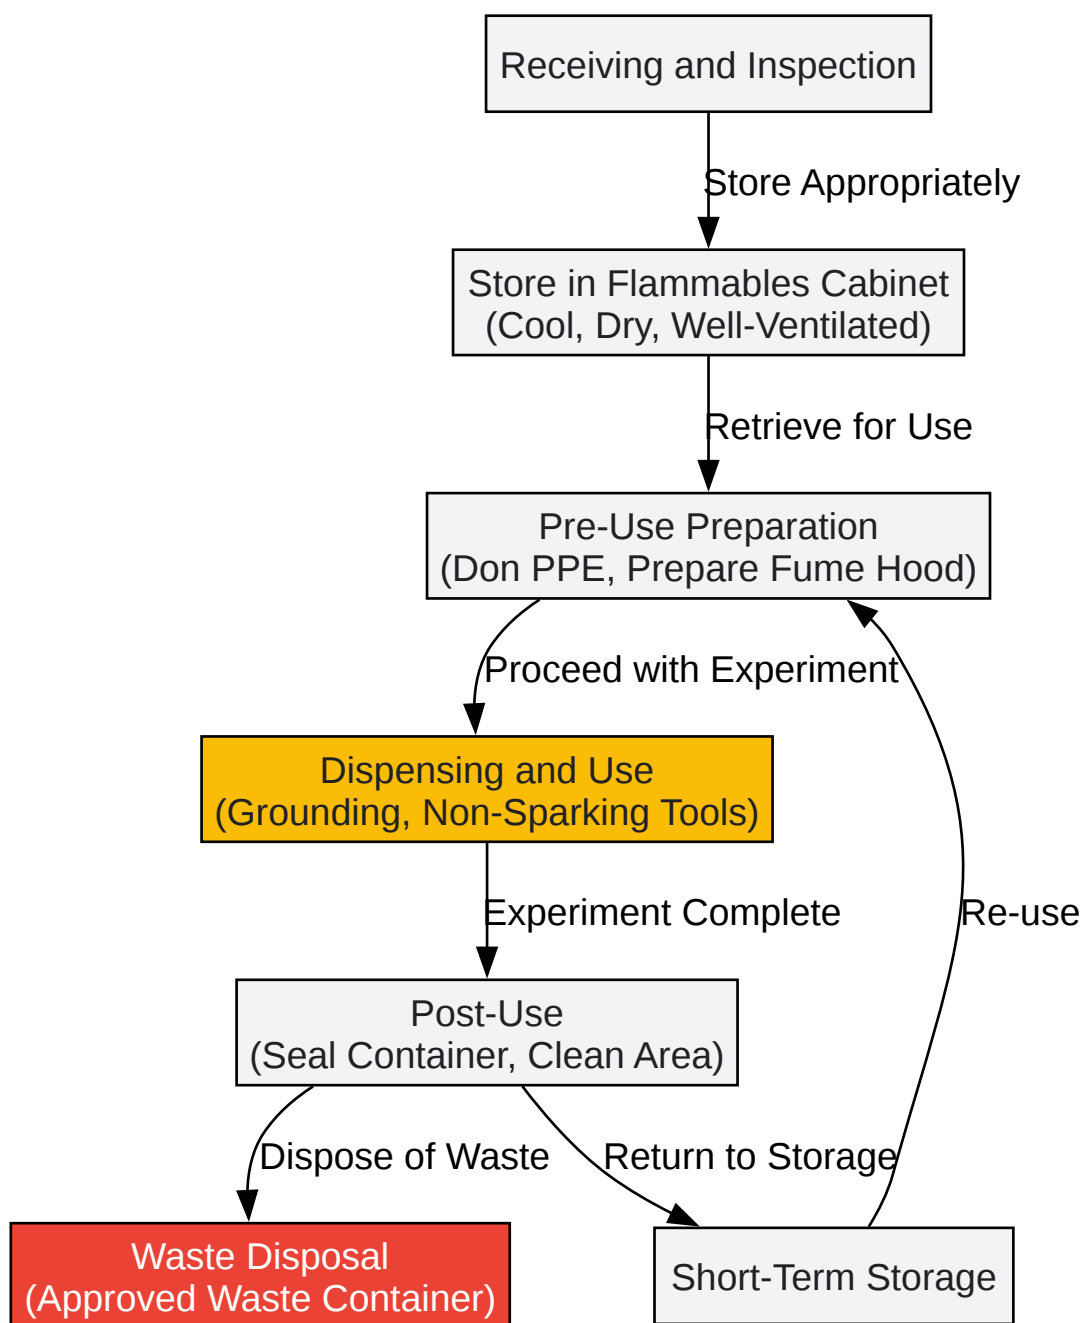 Receiving and Inspection
Store Appropriately
Store in Flammables Cabinet
(Cool, Dry, Well-Ventilated)
Retrieve for Use
Pre-Use Preparation
(Don PPE, Prepare Fume Hood)
Proceed with Experiment
Dispensing and Use
(Grounding, Non-Sparking Tools)
Experiment Complete
Re-use
Post-Use
(Seal Container, Clean Area)
Dispose of Waste
Return to Storage
Waste Disposal
(Approved Waste Container)
Short-Term Storage